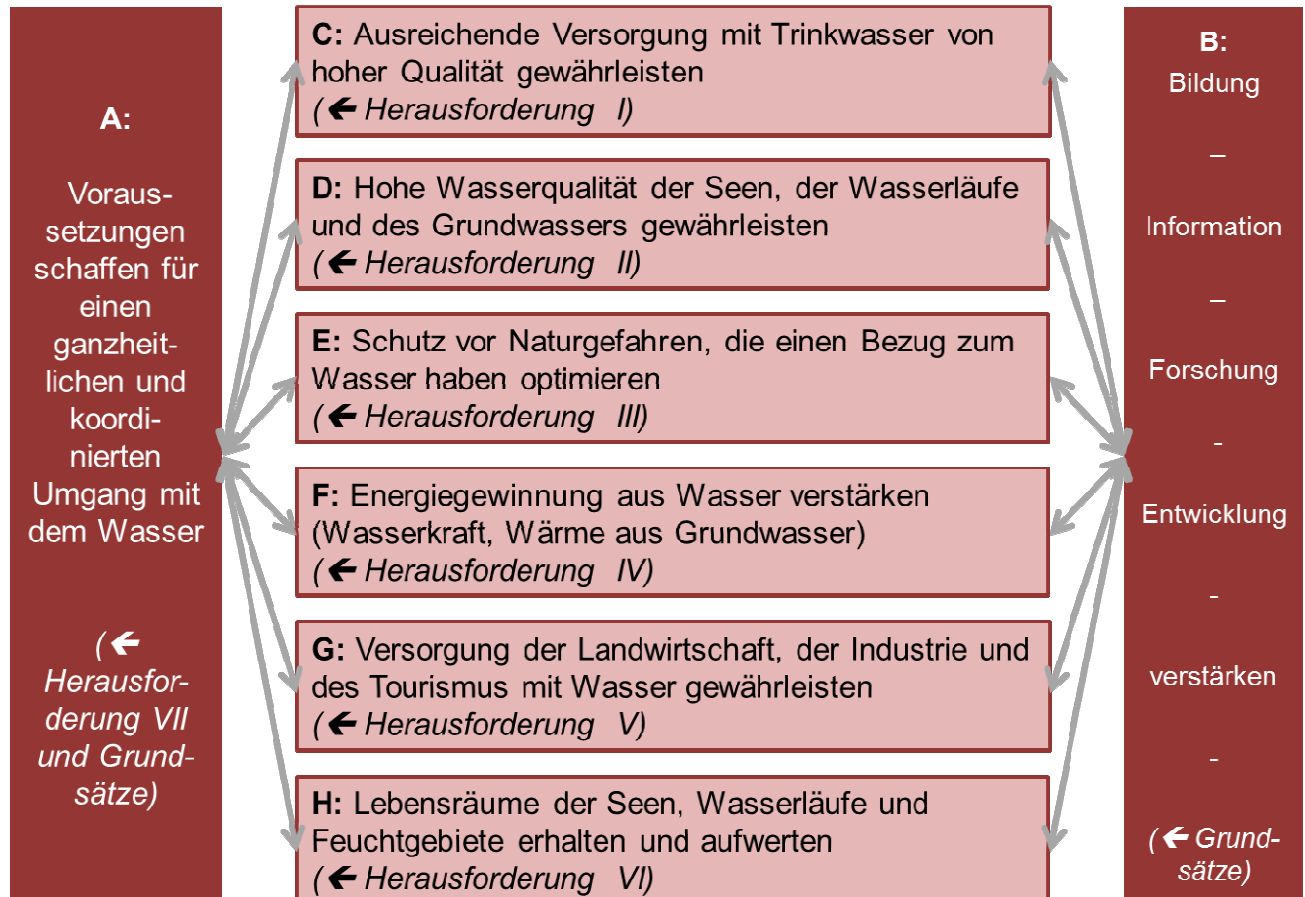 A:
Voraus-
setzungen
schaffen für
einen
ganzheit-
lichen und
koordi-
nierten
Umgang mit
dem Wasser
(←
Herausfor-
derung VII
und Grund-
sätze)
C: Ausreichende Versorgung mit Trinkwasser von
hoher Qualität gewährleisten
(← Herausforderung I)
D: Hohe Wasserqualität der Seen, der Wasserläufe
und des Grundwassers gewährleisten
(← Herausforderung II)
E: Schutz vor Naturgefahren, die einen Bezug zum
Wasser haben optimieren
(← Herausforderung III)
F: Energiegewinnung aus Wasser verstärken
(Wasserkraft, Wärme aus Grundwasser)
(← Herausforderung IV)
G: Versorgung der Landwirtschaft, der Industrie und
des Tourismus mit Wasser gewährleisten
(← Herausforderung V)
H: Lebensräume der Seen, Wasserläufe und
Feuchtgebiete erhalten und aufwerten
(← Herausforderung VI)
B:
Bildung
–
Information
–
Forschung
-
Entwicklung
-
verstärken
-
(← Grund-
sätze)